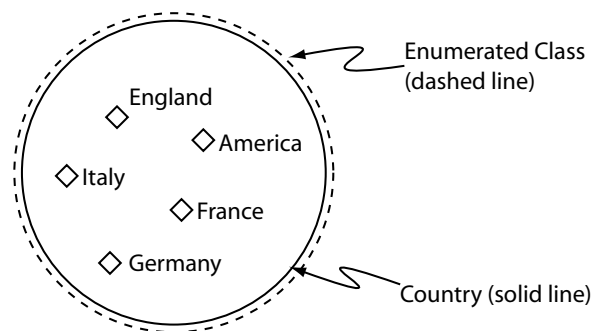 England
Enumerated Class
(dashed line)
America
Italy
France
Germany
Country (solid line)